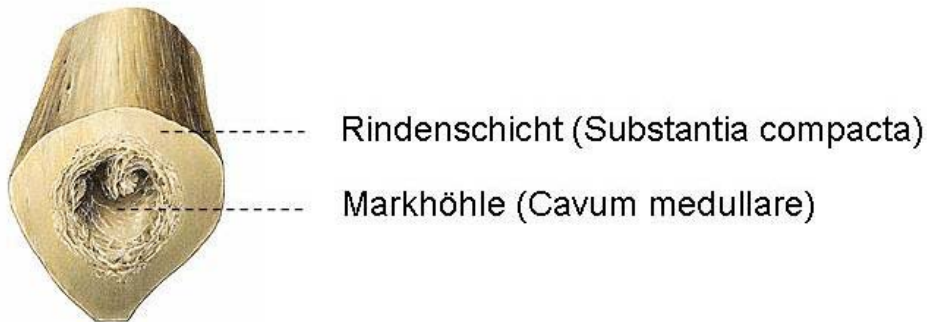 Rindenschicht (Substantia compacta)
Markhöhle (Cavum medullare)